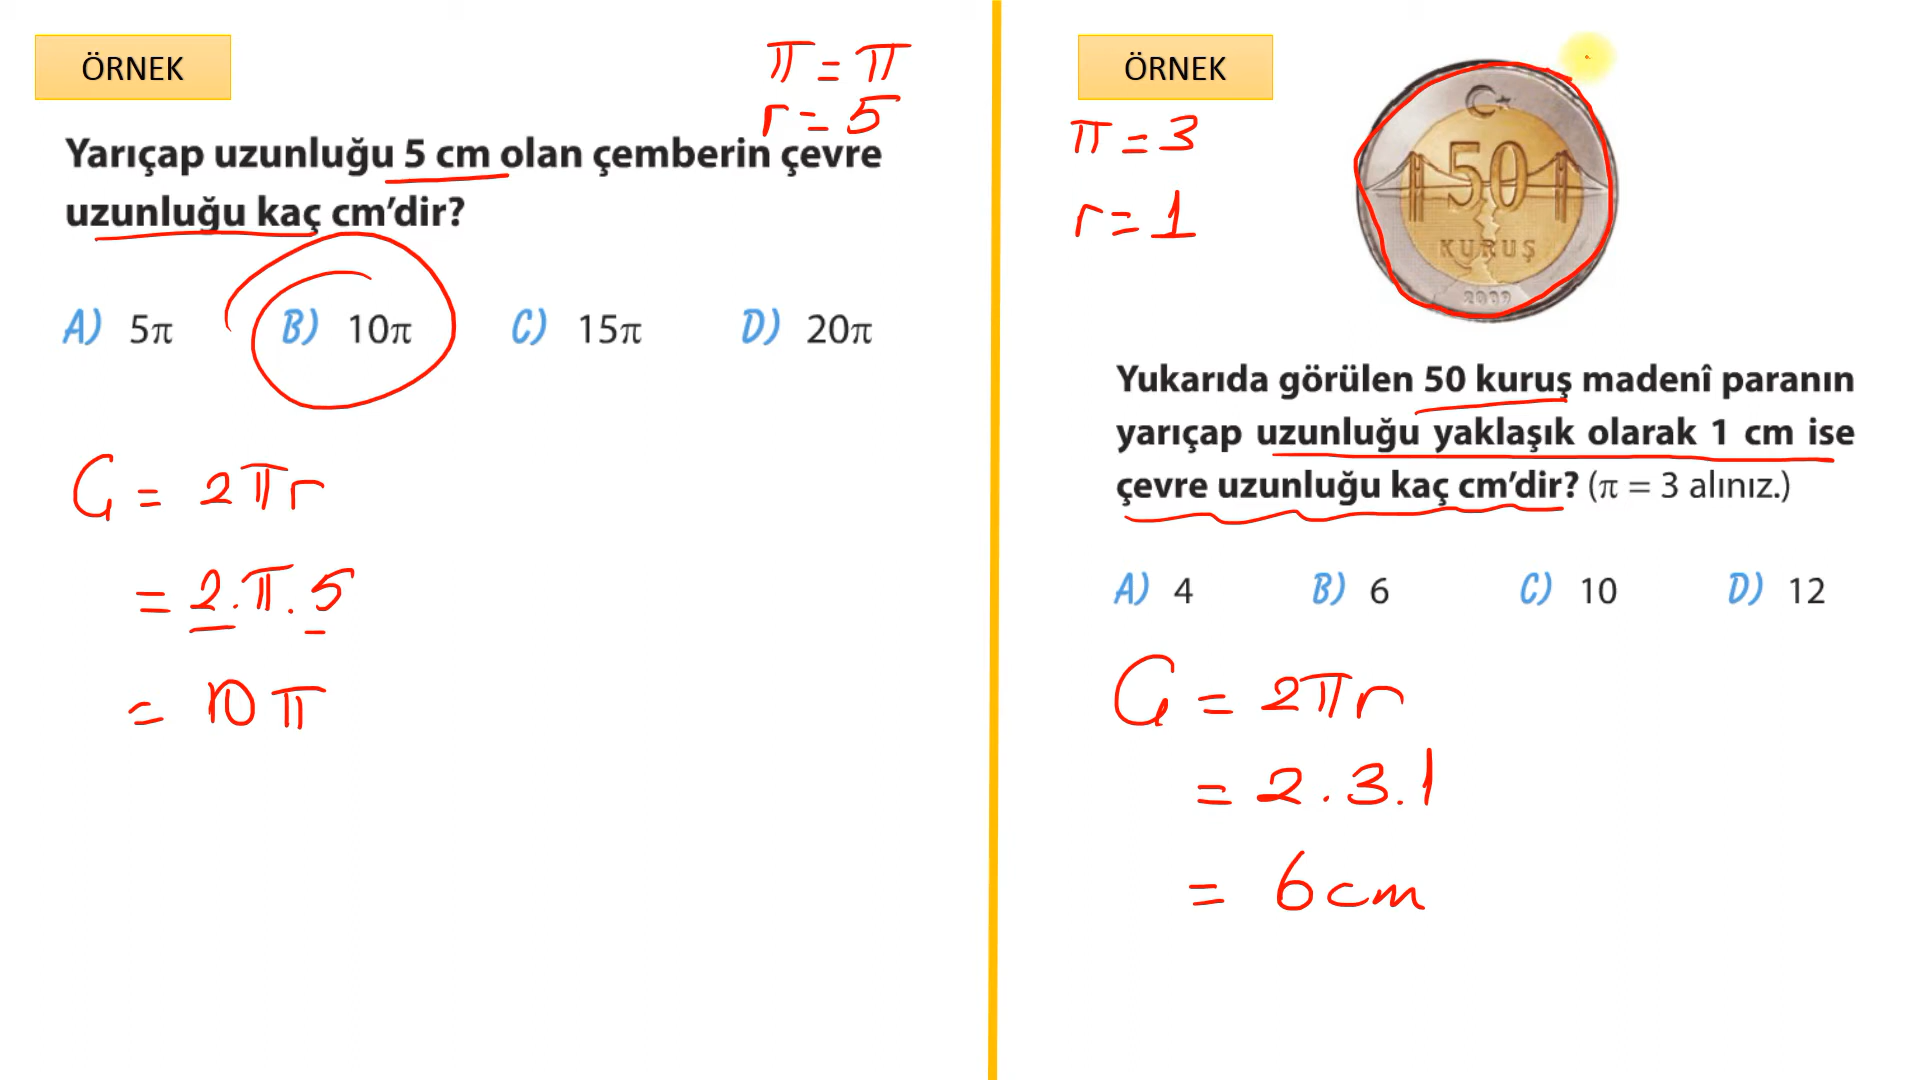 ÖRNEK
π = π
r = 5
Yarıçap uzunluğu 5 cm olan çemberin çevre
uzunluğu kaç cm'dir?
A) 5π B) 10π C) 15π D) 20π
Ç = 2πr
= 2.π.5
= 10π
ÖRNEK
π = 3
r = 1
50
KURUŞ
2009
Yukarıda görülen 50 kuruş madenî paranın
yarıçap uzunluğu yaklaşık olarak 1 cm ise
çevre uzunluğu kaç cm'dir? (π = 3 alınız.)
A) 4 B) 6 C) 10 D) 12
Ç = 2πr
= 2.3.1
= 6cm